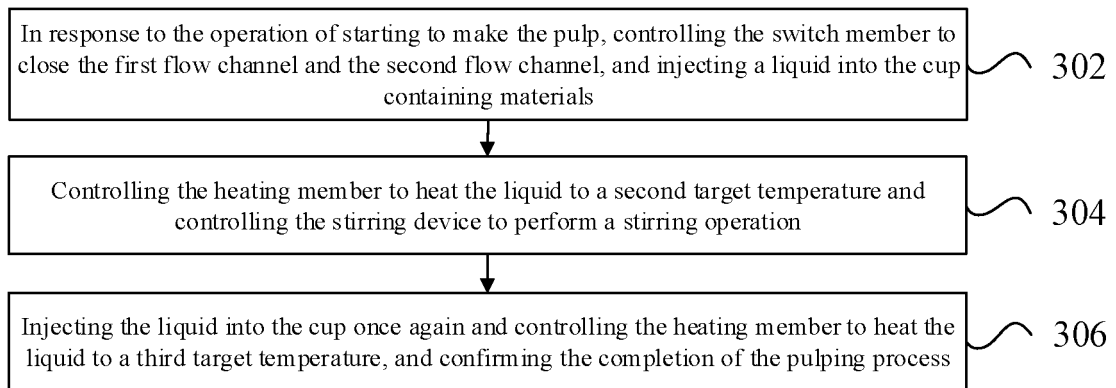 In response to the operation of starting to make the pulp, controlling the switch member to
close the first flow channel and the second flow channel, and injecting a liquid into the cup
containing materials
302
Controlling the heating member to heat the liquid to a second target temperature and
controlling the stirring device to perform a stirring operation
304
Injecting the liquid into the cup once again and controlling the heating member to heat the
liquid to a third target temperature, and confirming the completion of the pulping process
306